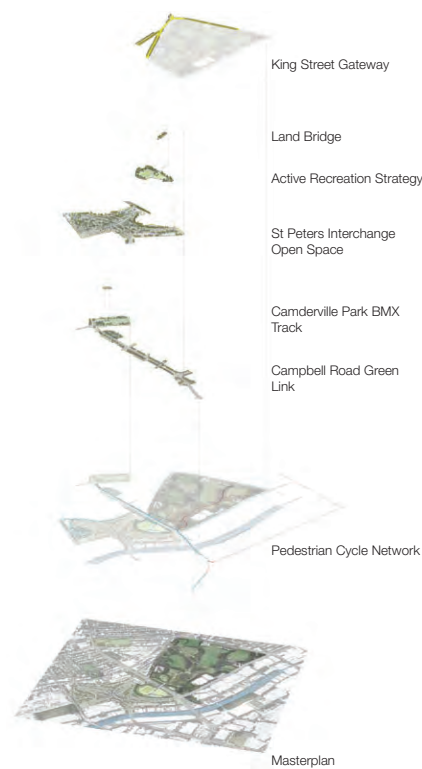 King Street Gateway
Land Bridge
Active Recreation Strategy
St Peters Interchange
Open Space
Camderville Park BMX
Track
Campbell Road Green
Link
Pedestrian Cycle Network
Masterplan